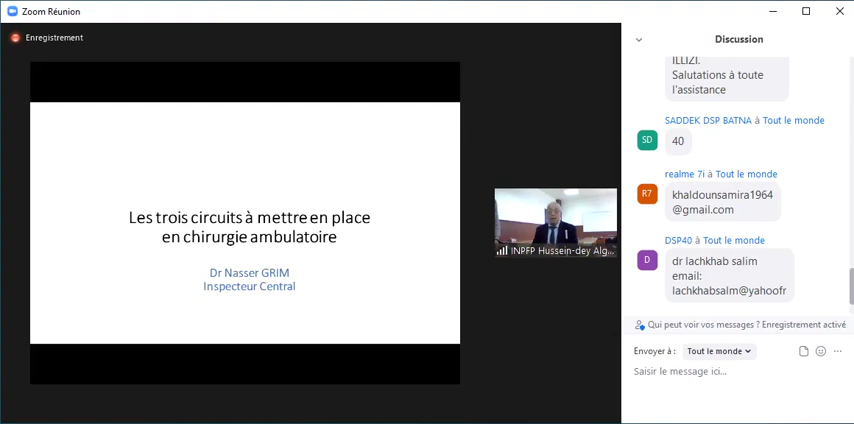 Zoom Réunion
Enregistrement
Les trois circuits à mettre en place
en chirurgie ambulatoire
Dr Nasser GRIM
Inspecteur Central
INPFP Hussein-dey Alg...
Discussion
ILLIZI.
Salutations à toute
l'assistance
SADDEK DSP BATNA à Tout le monde
SD
40
realme 7i à Tout le monde
R7
khaldounsamira1964
@gmail.com
DSP40 à Tout le monde
D
dr lachkhab salim
email:
lachkhabsalm@yahoofr
Qui peut voir vos messages ? Enregistrement activé
Envoyer à : Tout le monde
Saisir le message ici...